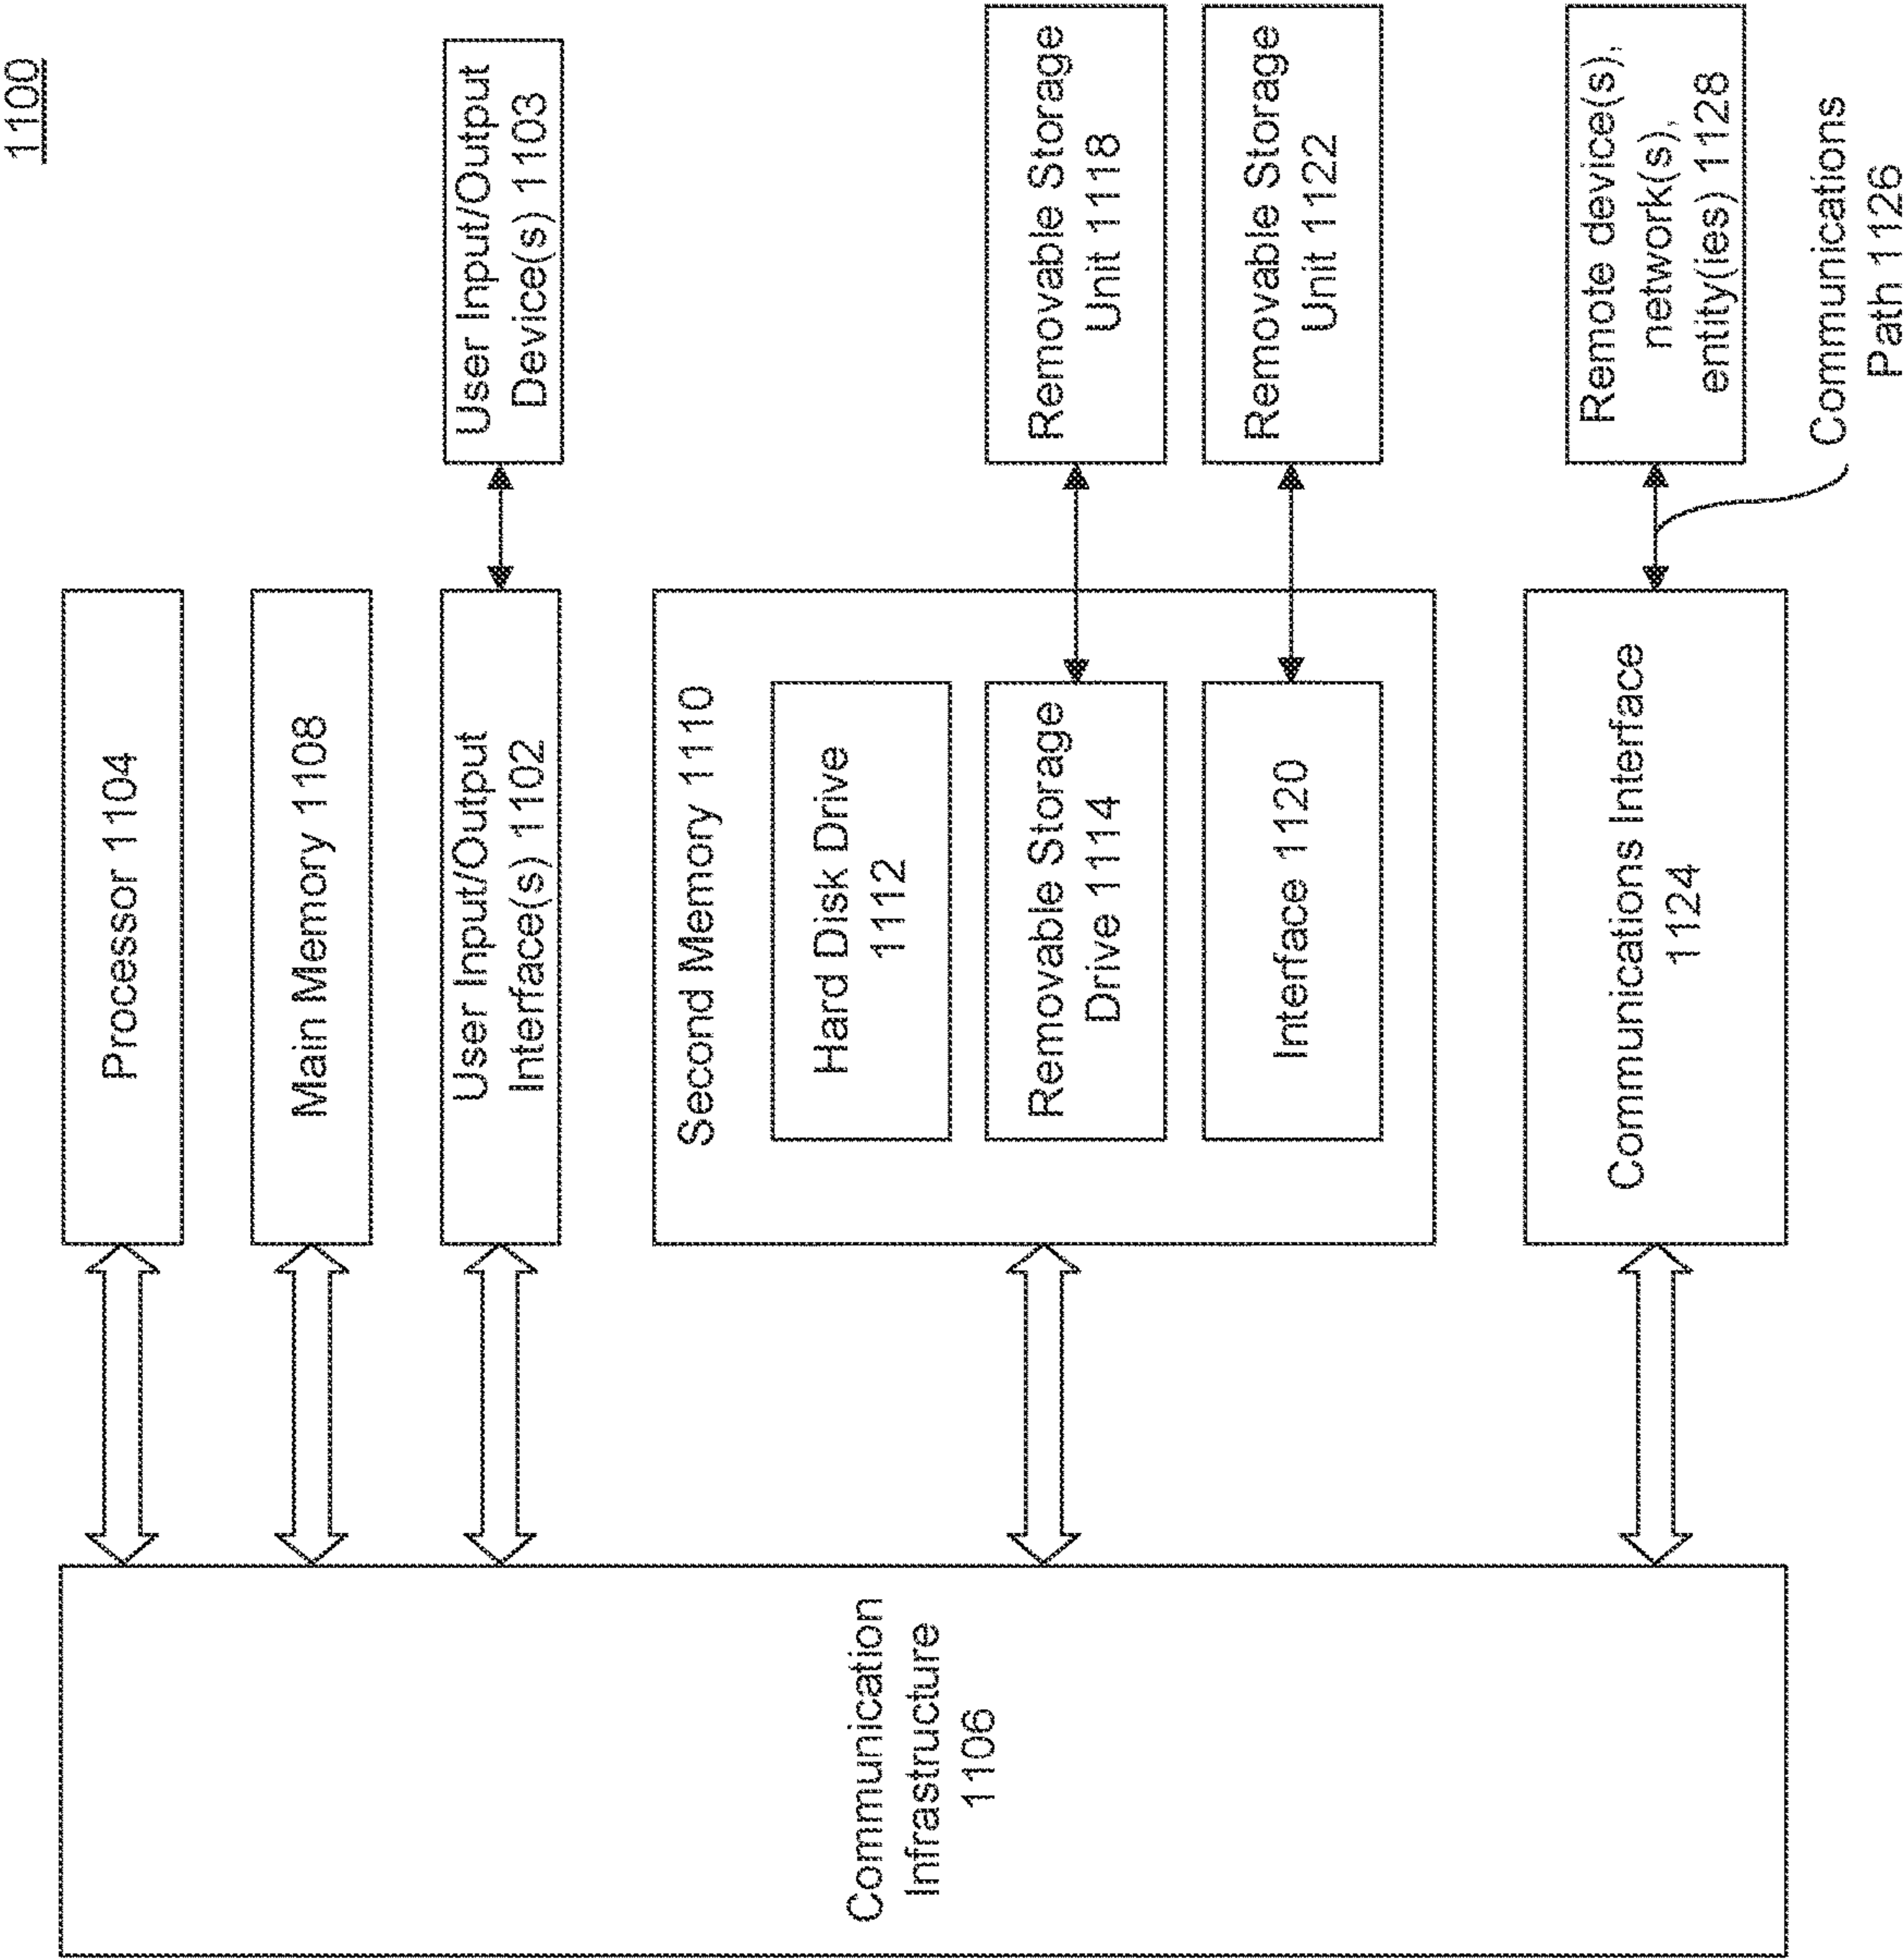 1100
Processor 1104
Main Memory 1108
User Input/Output
Interface(s) 1102
User Input/Output
Device(s) 1103
Second Memory 1110
Hard Disk Drive
1112
Removable Storage
Drive 1114
Removable Storage
Unit 1118
Interface 1120
Removable Storage
Unit 1122
Communications Interface
1124
Remote device(s),
network(s),
entity(ies) 1128
Communications
Path 1126
Communication
Infrastructure
1106